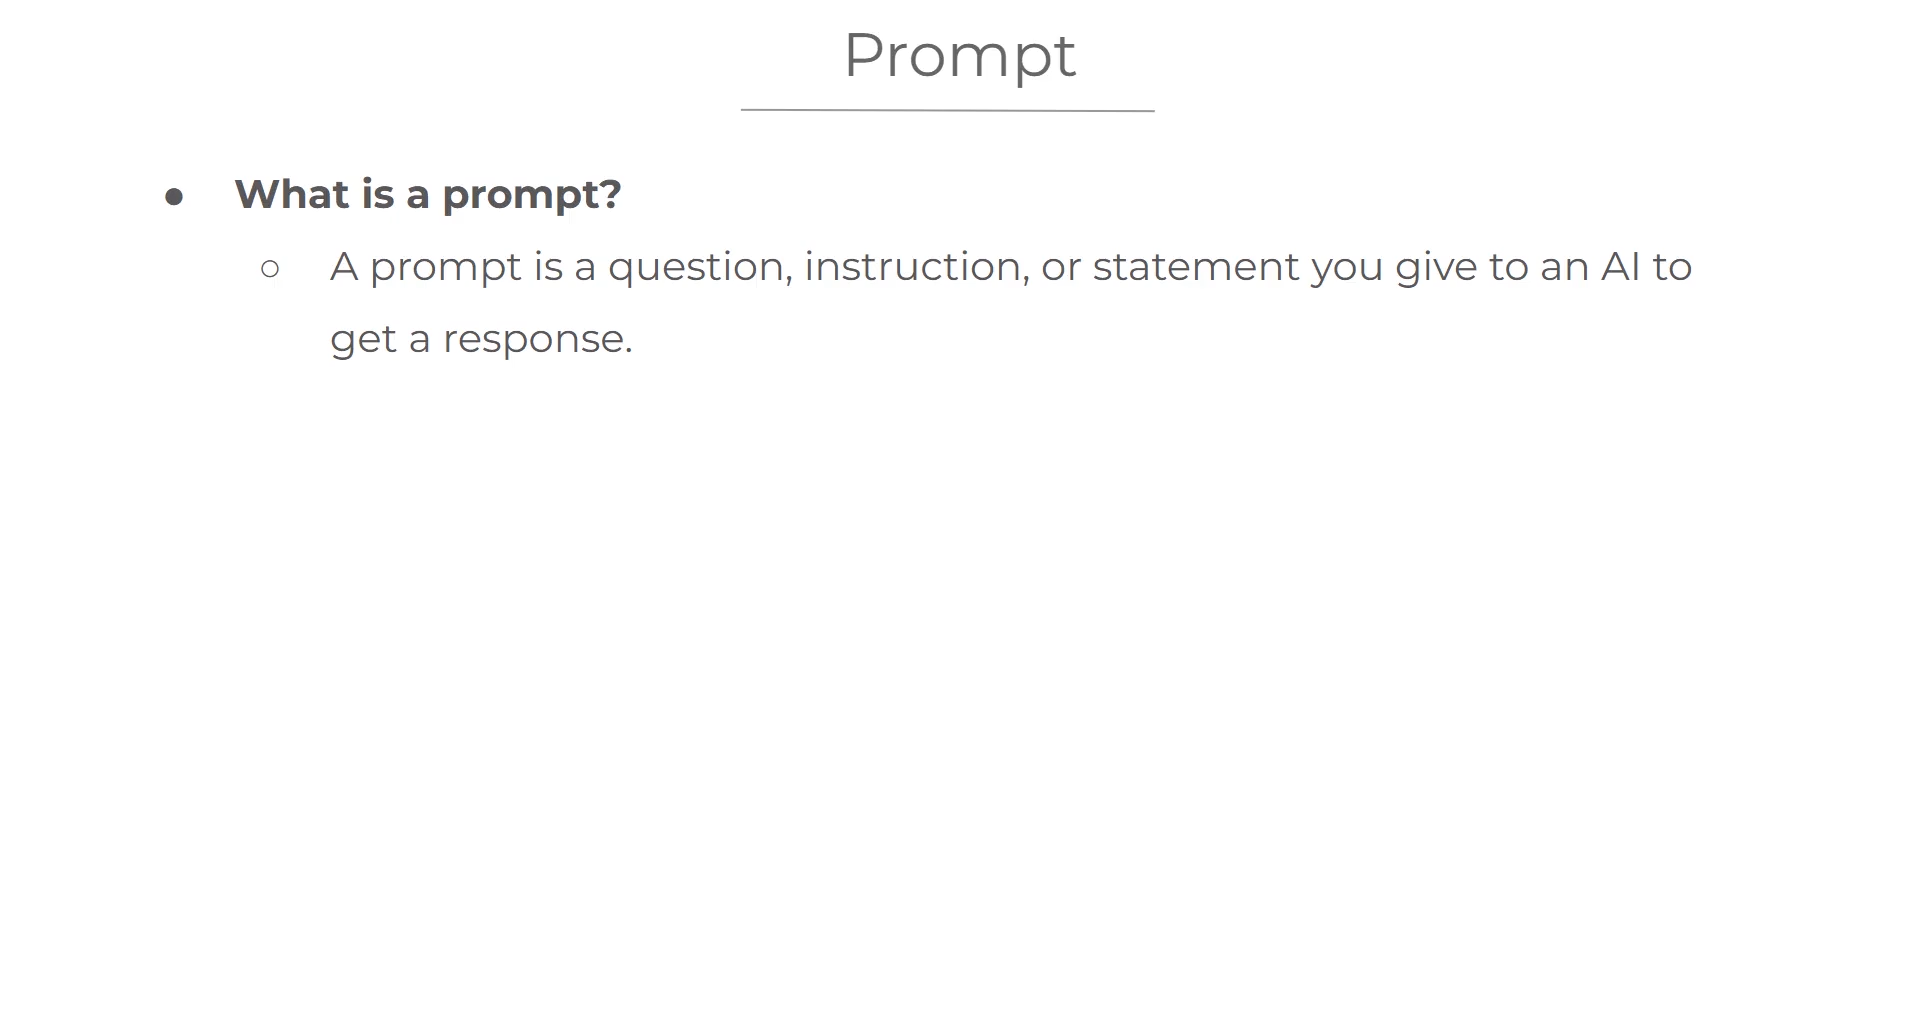 Prompt
● What is a prompt?
○ A prompt is a question, instruction, or statement you give to an AI to
get a response.